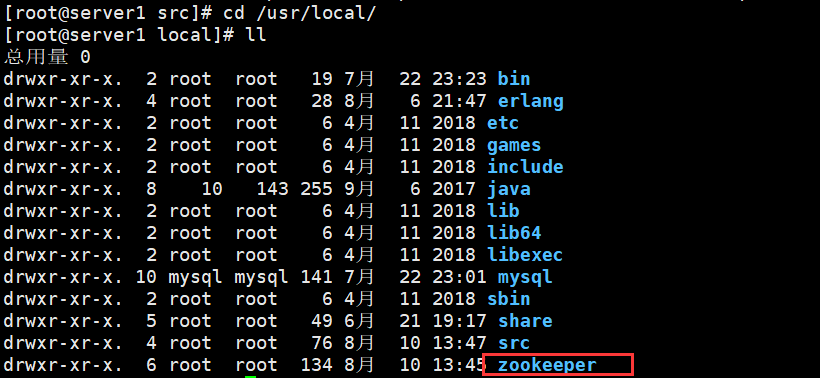 [root@server1 src]# cd /usr/local/
[root@server1 local]# ll
总用量 0
drwxr-xr-x.  2 root  root   19 7月   22 23:23 bin
drwxr-xr-x.  4 root  root   28 8月    6 21:47 erlang
drwxr-xr-x.  2 root  root    6 4月   11 2018 etc
drwxr-xr-x.  2 root  root    6 4月   11 2018 games
drwxr-xr-x.  2 root  root    6 4月   11 2018 include
drwxr-xr-x.  8    10   143 255 9月    6 2017 java
drwxr-xr-x.  2 root  root    6 4月   11 2018 lib
drwxr-xr-x.  2 root  root    6 4月   11 2018 lib64
drwxr-xr-x.  2 root  root    6 4月   11 2018 libexec
drwxr-xr-x. 10 mysql mysql 141 7月   22 23:01 mysql
drwxr-xr-x.  2 root  root    6 4月   11 2018 sbin
drwxr-xr-x.  5 root  root   49 6月   21 19:17 share
drwxr-xr-x.  4 root  root   76 8月   10 13:47 src
drwxr-xr-x.  6 root  root  134 8月   10 13:45 zookeeper